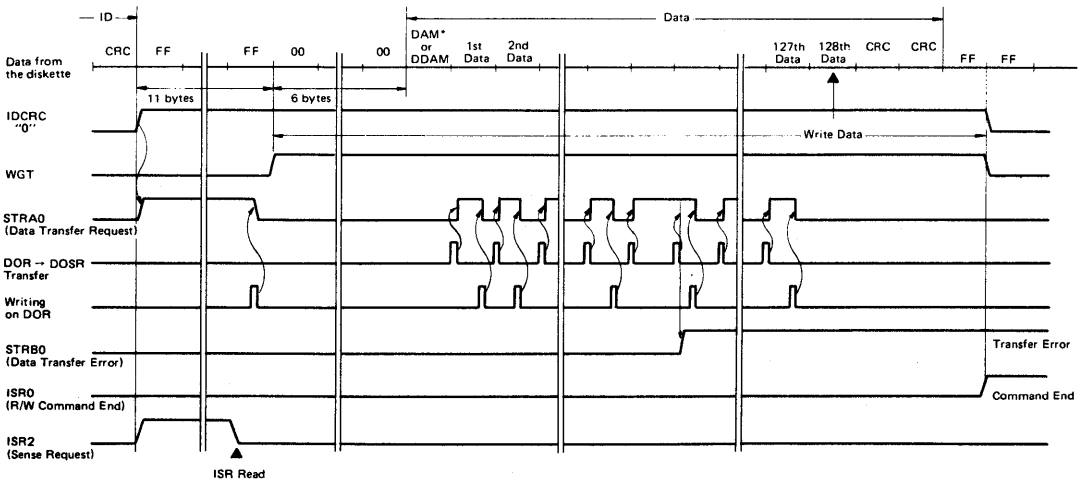 ID
Data
DAM*
or
DDAM
1st
Data
2nd
Data
127th
Data
128th
Data
CRC FF FF 00 00 CRC CRC FF FF
Data from
the diskette
11 bytes
6 bytes
IDCRC
"0"
Write Data
WGT
STRA0
(Data Transfer Request)
DOR → DOSR
Transfer
Writing
on DOR
STRB0
(Data Transfer Error)
Transfer Error
ISR0
(R/W Command End)
Command End
ISR2
(Sense Request)
ISR Read